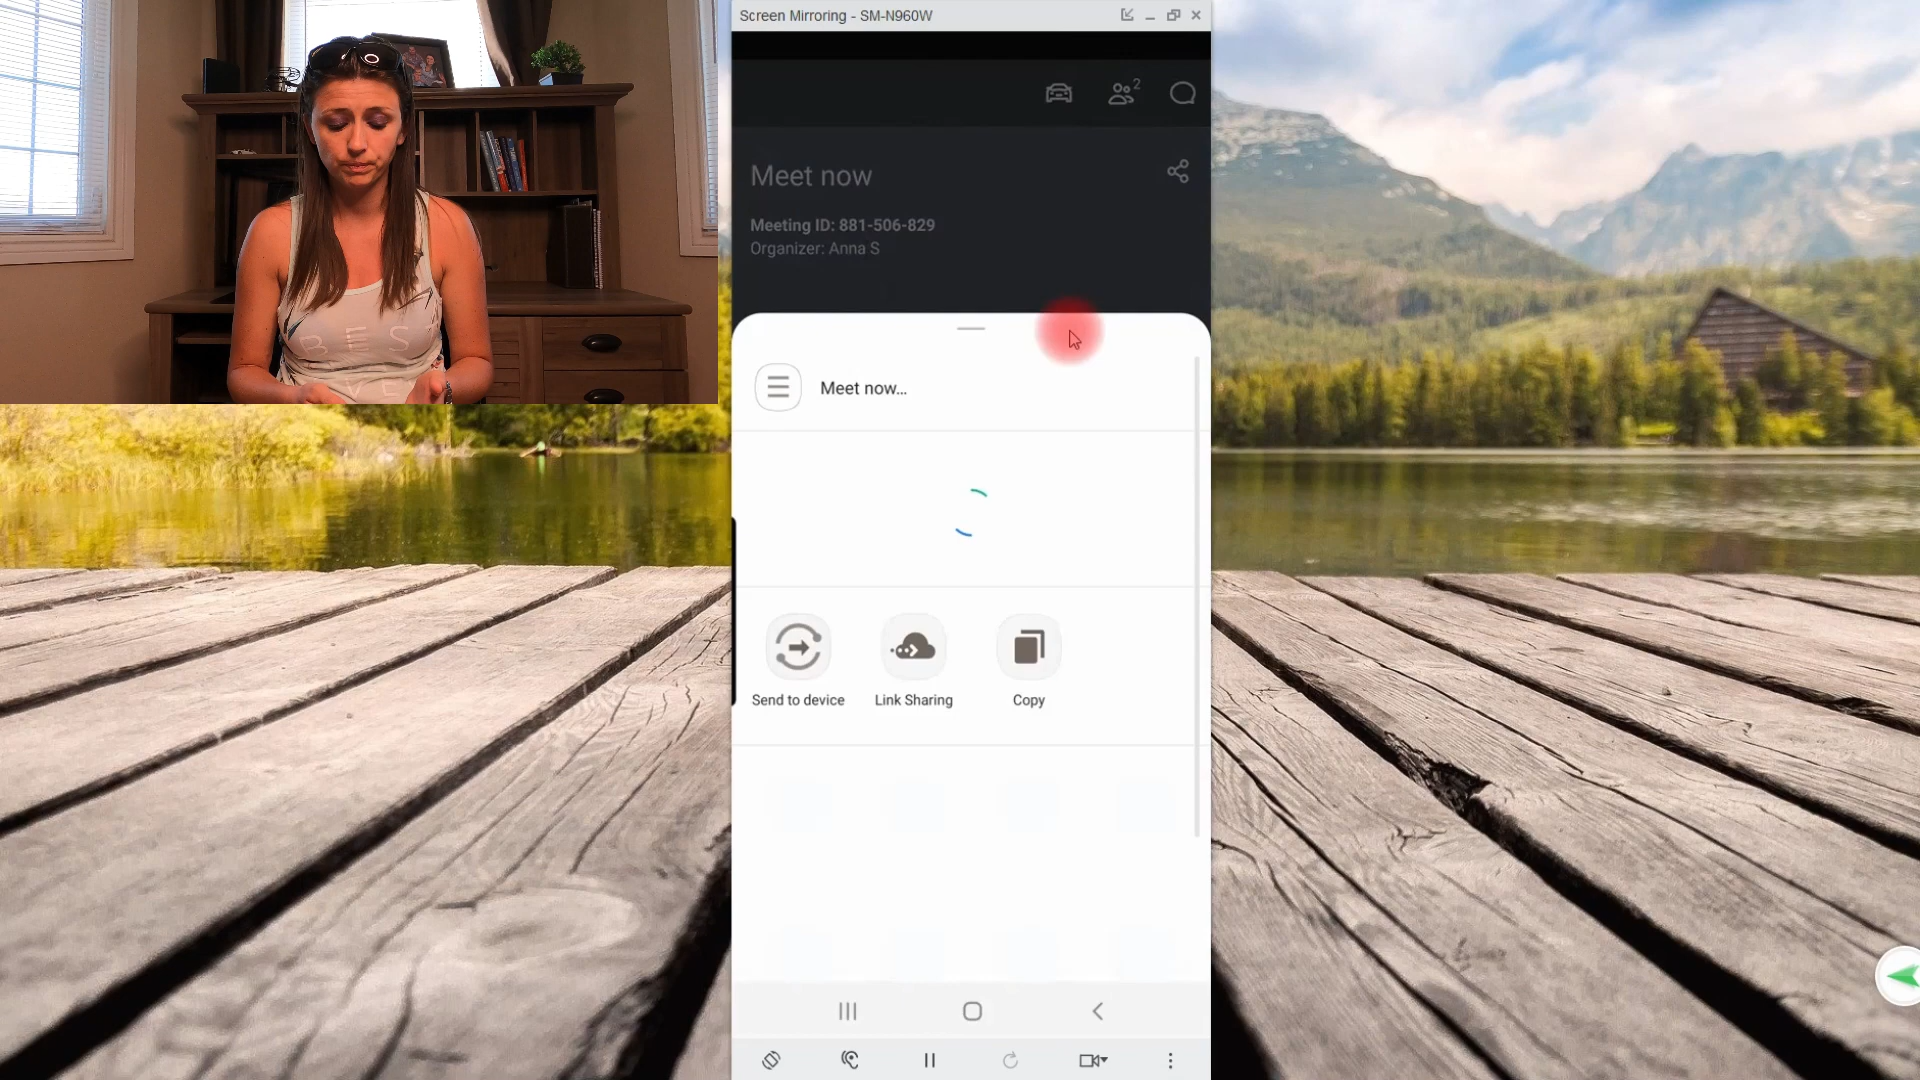 Screen Mirroring - SM-N960W
2
Meet now
Meeting ID: 881-506-829
Organizer: Anna S
Meet now...
Send to device
Link Sharing
Copy
B E S